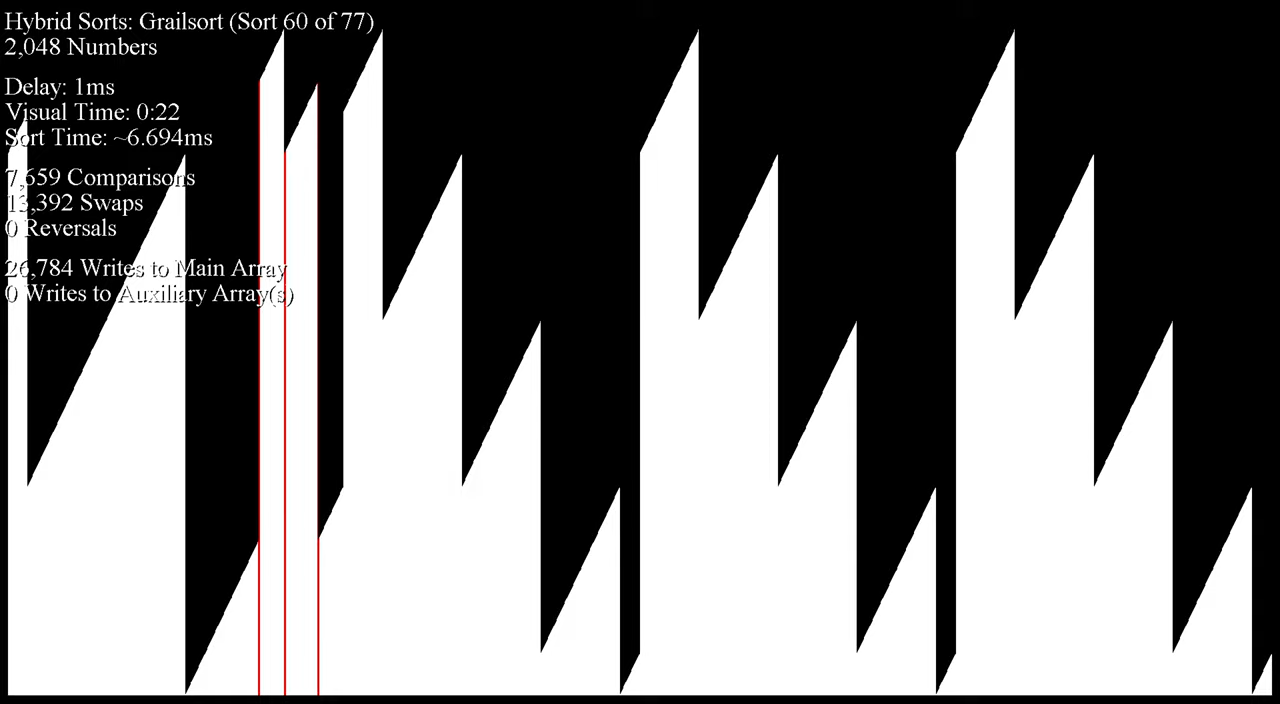 Hybrid Sorts: Grailsort (Sort 60 of 77)
2,048 Numbers
Delay: 1ms
Visual Time: 0:22
Sort Time: ~6.694ms
7,659 Comparisons
13,392 Swaps
0 Reversals
26,784 Writes to Main Array
0 Writes to Auxiliary Array(s)